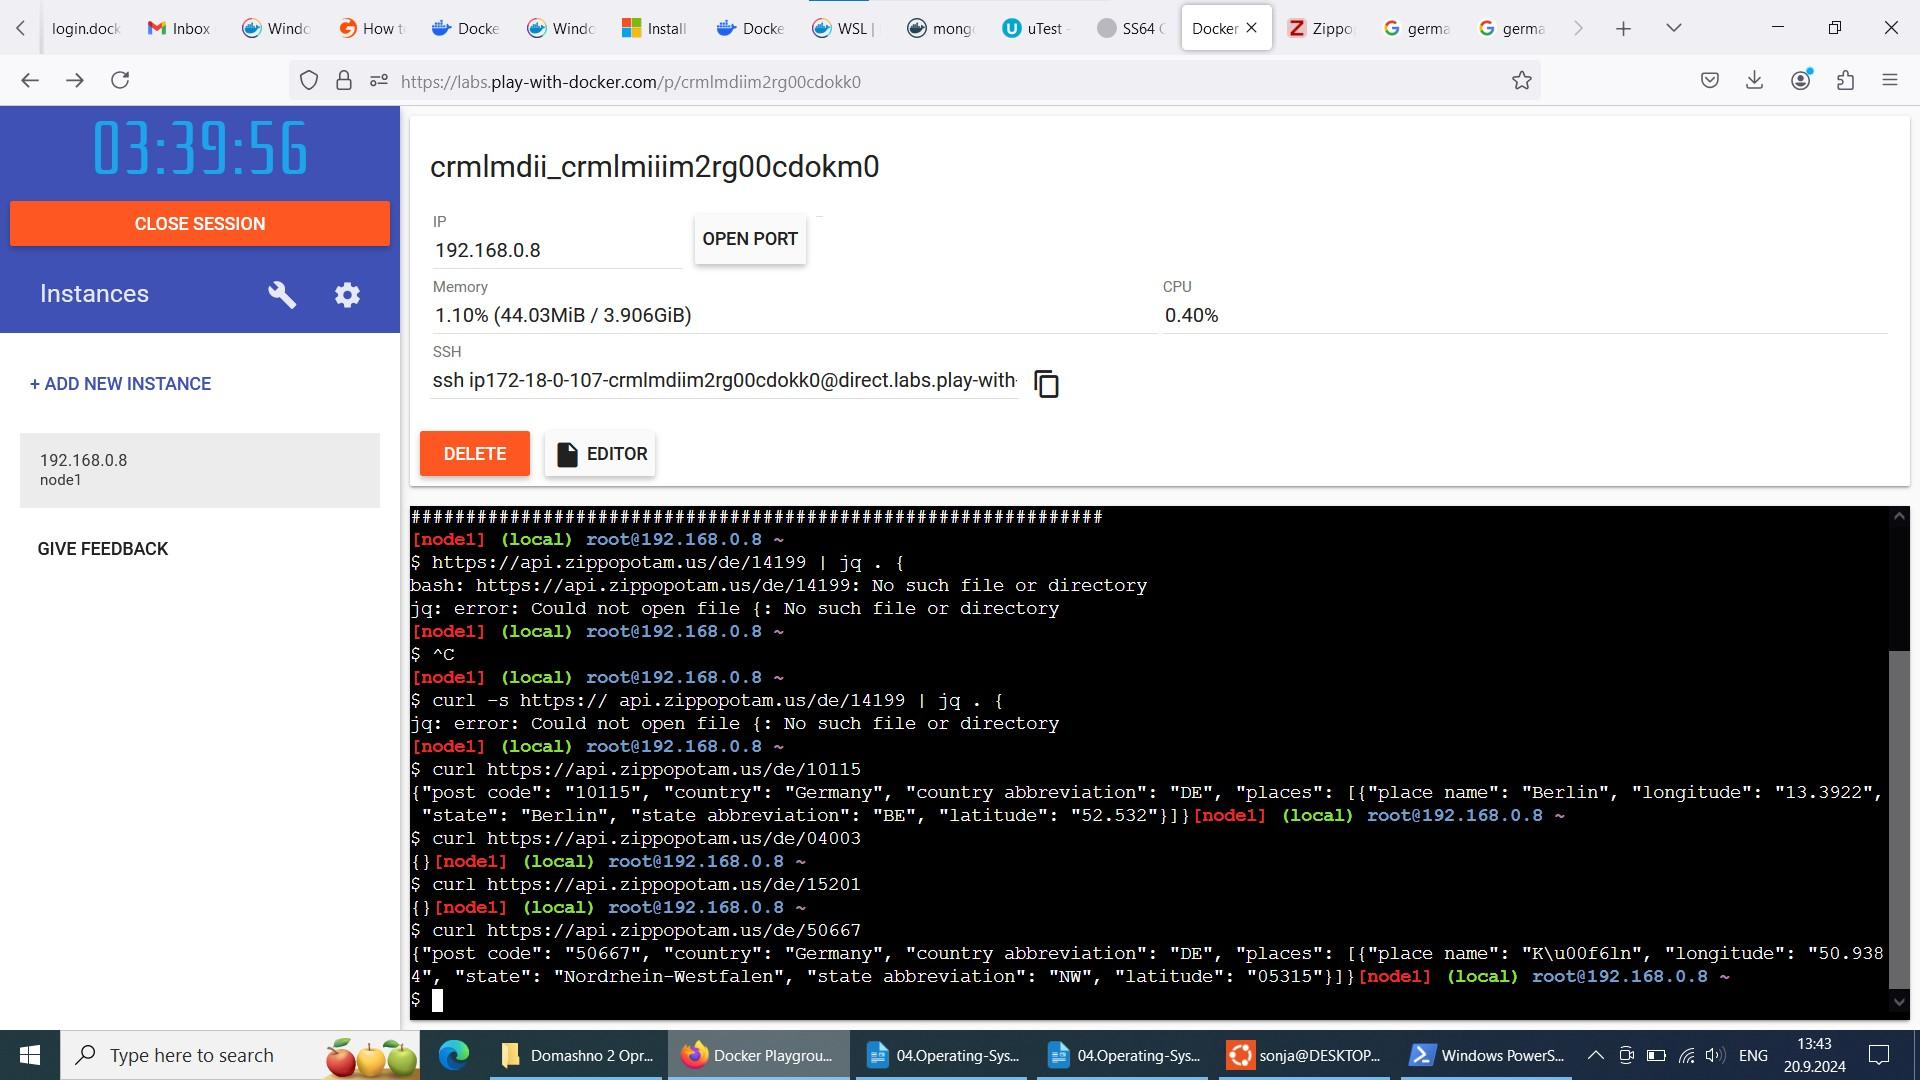 login.dock
Inbox
Windo
How t
Docke
Windo
Install
Docke
WSL |
mong
uTest -
SS64
Docker
Zippo
germa
germa
https://labs.play-with-docker.com/p/crmlmdiim2rg00cdokk0
03:39:56
CLOSE SESSION
Instances
+ ADD NEW INSTANCE
192.168.0.8
node1
GIVE FEEDBACK
crmlmdii_crmlmiiim2rg00cdokm0
IP
192.168.0.8
OPEN PORT
Memory
1.10% (44.03MiB / 3.906GiB)
CPU
0.40%
SSH
ssh ip172-18-0-107-crmlmdiim2rg00cdokk0@direct.labs.play-with-
DELETE
EDITOR
###############################################################
[node1] (local) root@192.168.0.8 ~
$ https://api.zippopotam.us/de/14199 | jq . {
bash: https://api.zippopotam.us/de/14199: No such file or directory
jq: error: Could not open file {: No such file or directory
[node1] (local) root@192.168.0.8 ~
$ ^C
[node1] (local) root@192.168.0.8 ~
$ curl -s https:// api.zippopotam.us/de/14199 | jq . {
jq: error: Could not open file {: No such file or directory
[node1] (local) root@192.168.0.8 ~
$ curl https://api.zippopotam.us/de/10115
{"post code": "10115", "country": "Germany", "country abbreviation": "DE", "places": [{"place name": "Berlin", "longitude": "13.3922",
"state": "Berlin", "state abbreviation": "BE", "latitude": "52.532"}]}[node1] (local) root@192.168.0.8 ~
$ curl https://api.zippopotam.us/de/04003
{}[node1] (local) root@192.168.0.8 ~
$ curl https://api.zippopotam.us/de/15201
{}[node1] (local) root@192.168.0.8 ~
$ curl https://api.zippopotam.us/de/50667
{"post code": "50667", "country": "Germany", "country abbreviation": "DE", "places": [{"place name": "K\u00f6ln", "longitude": "50.938
4", "state": "Nordrhein-Westfalen", "state abbreviation": "NW", "latitude": "05315"}]}[node1] (local) root@192.168.0.8 ~
$
Type here to search
Domashno 2 Opr...
Docker Playgrou...
04.Operating-Sys...
04.Operating-Sys...
sonja@DESKTOP...
Windows PowerS...
ENG
13:43
20.9.2024